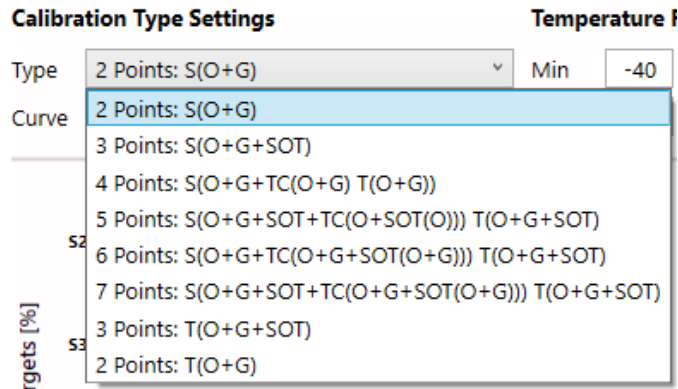 Calibration Type Settings
Temperature
Type
2 Points: S(O+G)
Min
-40
Curve
2 Points: S(O+G)
3 Points: S(O+G+SOT)
4 Points: S(O+G+TC(O+G) T(O+G))
5 Points: S(O+G+SOT+TC(O+SOT(O))) T(O+G+SOT)
6 Points: S(O+G+TC(O+G+SOT(O+G))) T(O+G+SOT)
7 Points: S(O+G+SOT+TC(O+G+SOT(O+G))) T(O+G+SOT)
3 Points: T(O+G+SOT)
2 Points: T(O+G)
S2
S3
rgets [%]